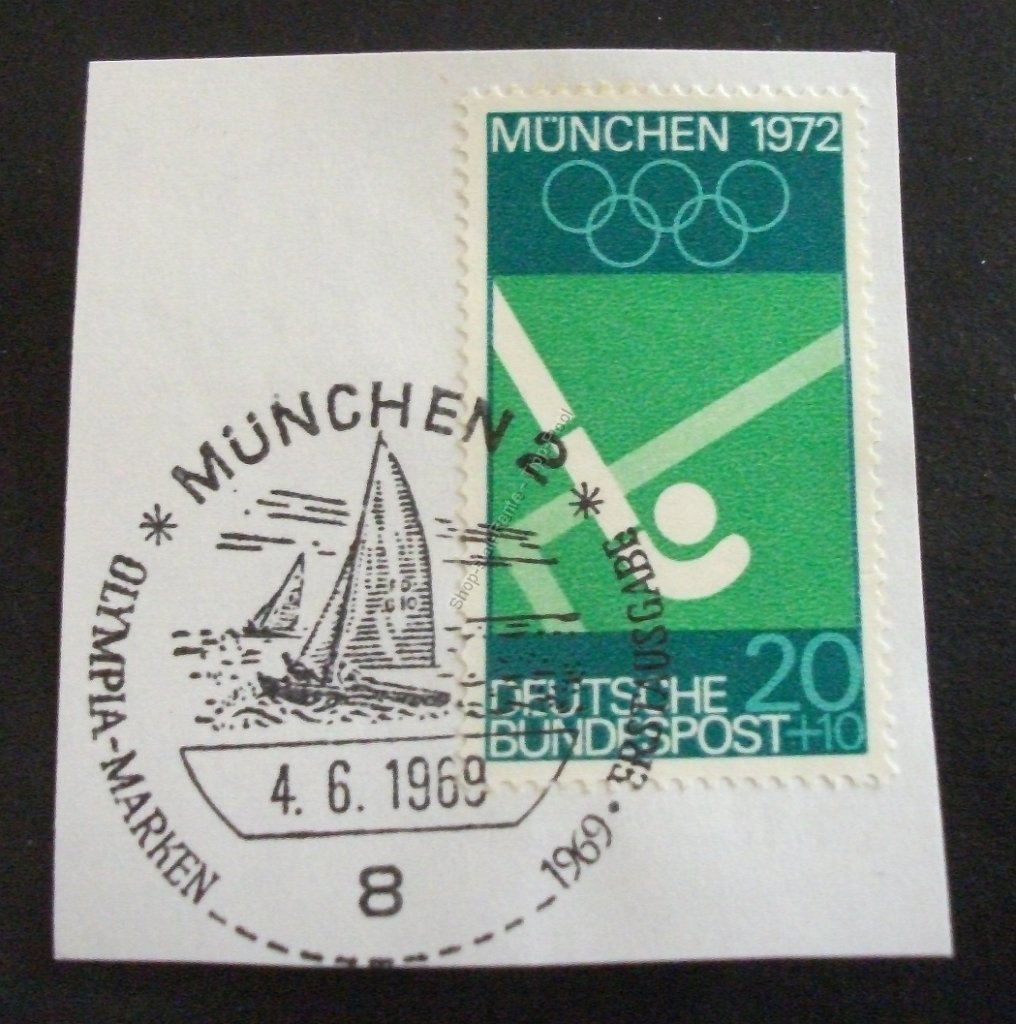 MÜNCHEN 1972
20
DEUTSCHE
BUNDESPOST +10
MÜNCHEN 2
* OLYMPIA-MARKEN 1969 • ERSTAUSGABE *
4. 6. 1969
8